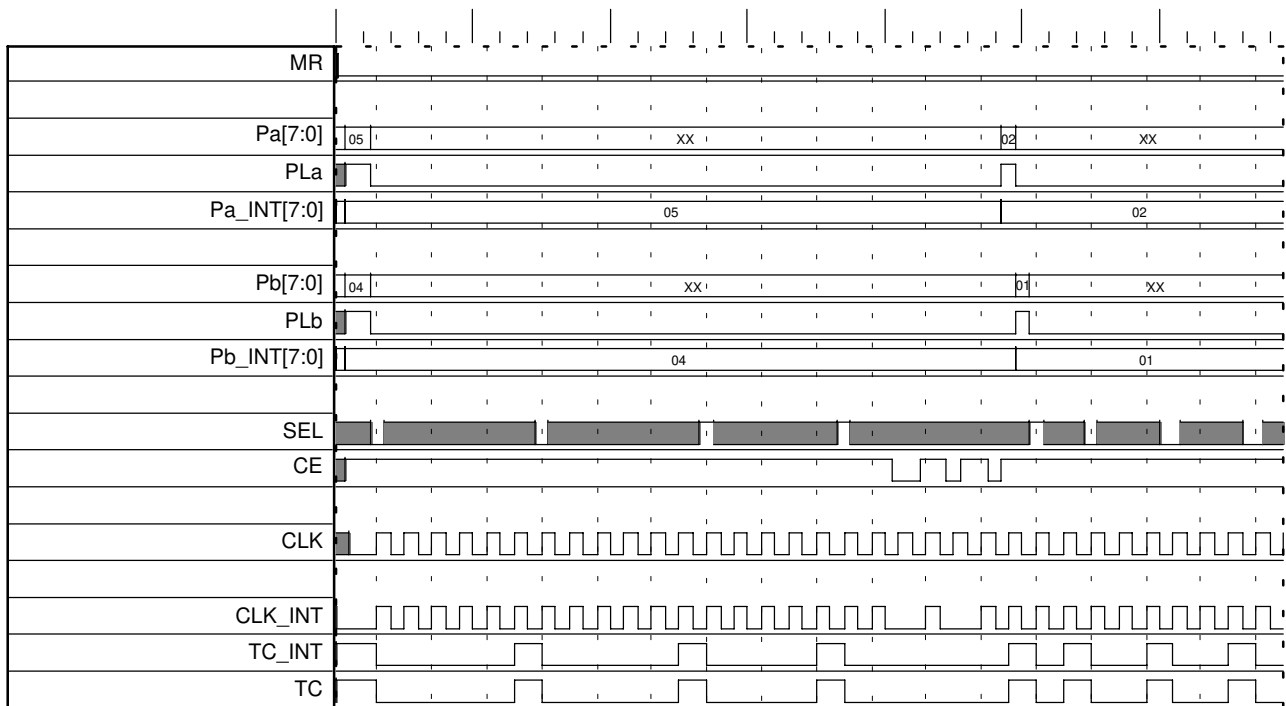 MR
Pa[7:0] 05 XX 02 XX
PLa
Pa_INT[7:0] 05 02
Pb[7:0] 04 XX 01 XX
PLb
Pb_INT[7:0] 04 01
SEL
CE
CLK
CLK_INT
TC_INT
TC